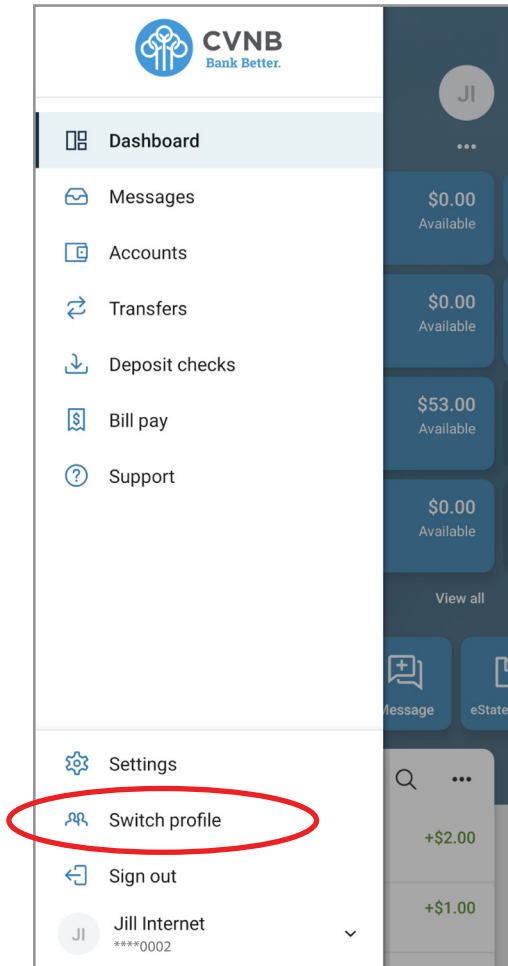 CVNB
Bank Better.
JI
Dashboard
Messages
$0.00
Available
Accounts
Transfers
$0.00
Available
Deposit checks
Bill pay
$53.00
Available
Support
$0.00
Available
View all
Message
eState
Settings
Switch profile
+$2.00
Sign out
+$1.00
JI
Jill Internet
****0002